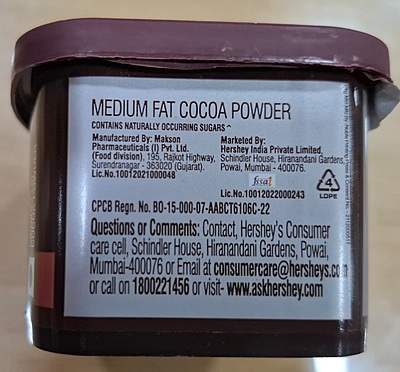 MEDIUM FAT COCOA POWDER
CONTAINS NATURALLY OCCURRING SUGARS^
Manufactured By: Makson
Pharmaceuticals (I) Pvt. Ltd.
(Food division), 195, Rajkot Highway,
Surendranagar - 363020 (Gujarat).
Lic.No.10012021000048
Marketed By:
Hershey India Private Limited,
Schindler House, Hiranandani Gardens,
Powai, Mumbai - 400076.
fssai
Lic.No.10012022000243
4
LDPE
CPCB Regn. No. BO-15-000-07-AABCT6106C-22
Questions or Comments: Contact, Hershey's Consumer
care cell, Schindler House, Hiranandani Gardens, Powai,
Mumbai-400076 or Email at consumercare@hersheys.com
or call on 1800221456 or visit- www.askhershey.com